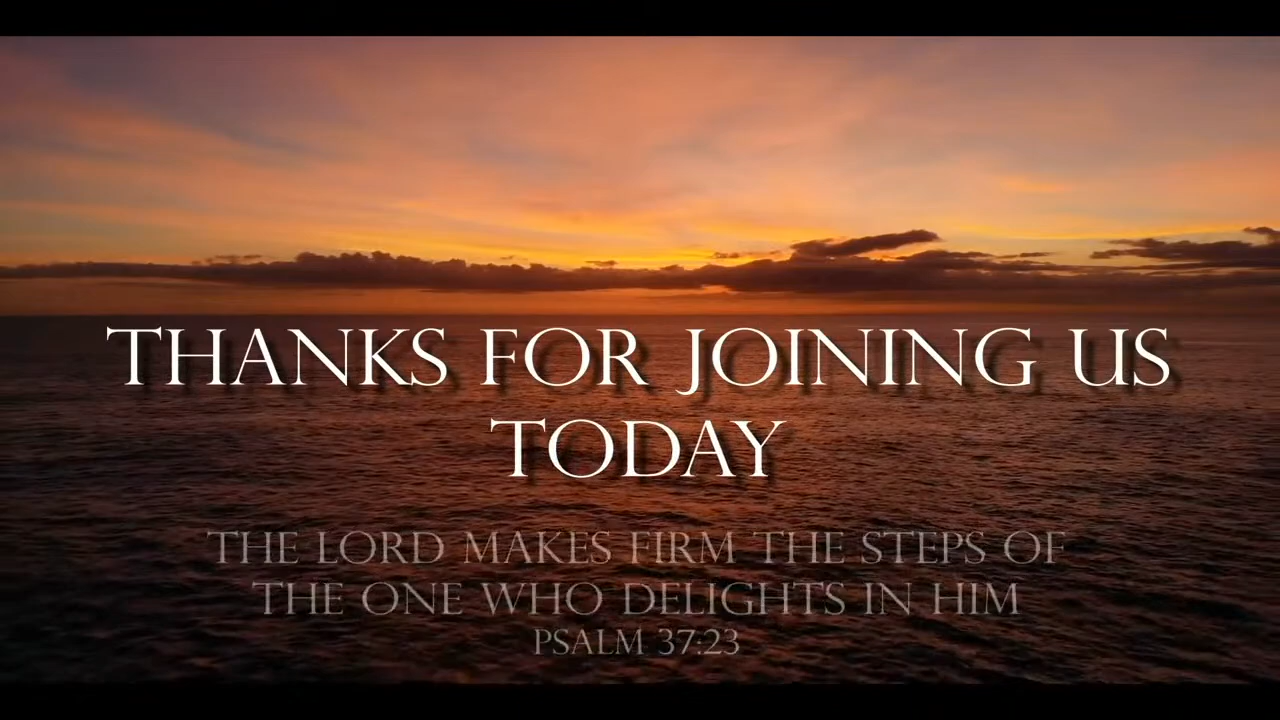 THANKS FOR JOINING US
TODAY
THE LORD MAKES FIRM THE STEPS OF
THE ONE WHO DELIGHTS IN HIM
PSALM 37:23